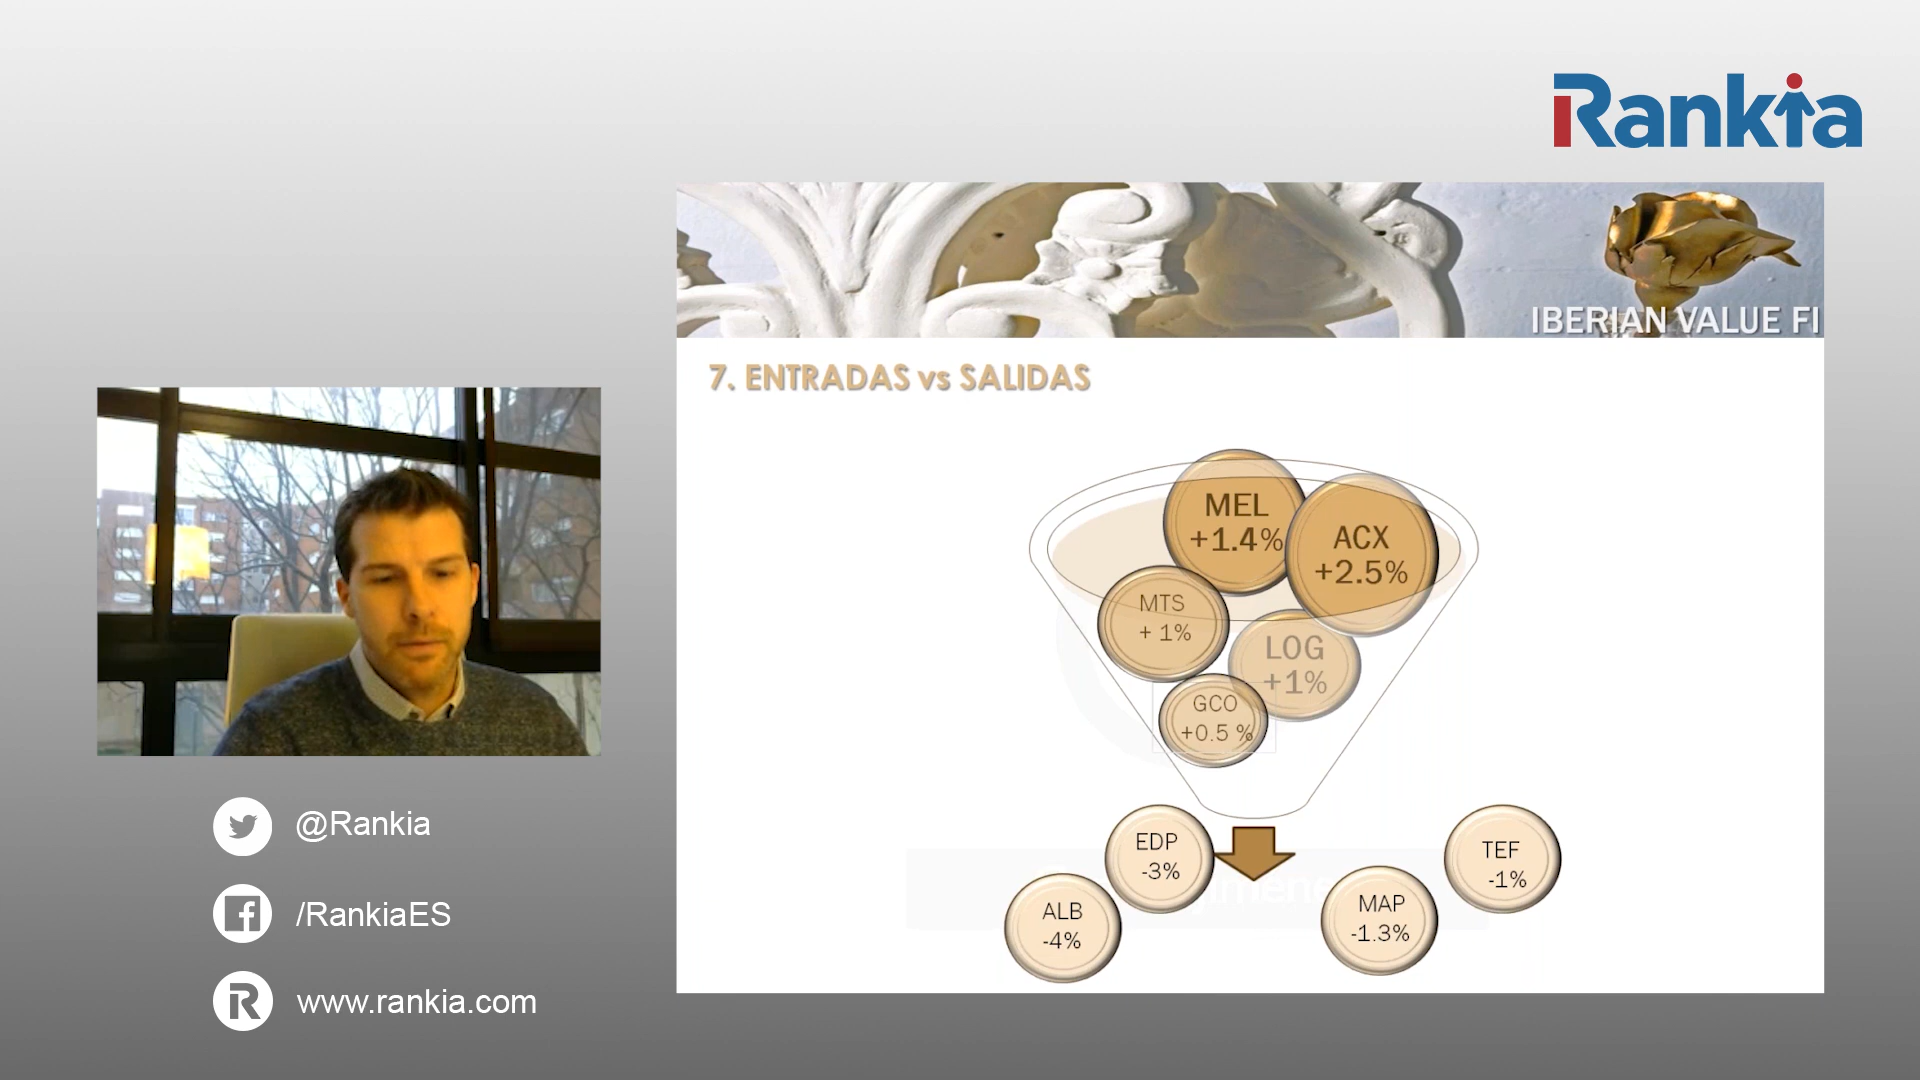 Rankia
IBERIAN VALUE FI
7. ENTRADAS vs SALIDAS
MEL
+1.4%
ACX
+2.5%
MTS
+ 1%
LOG
+1%
GCO
+0.5 %
EDP
-3%
TEF
-1%
ALB
-4%
MAP
-1.3%
@Rankia
/RankiaES
www.rankia.com